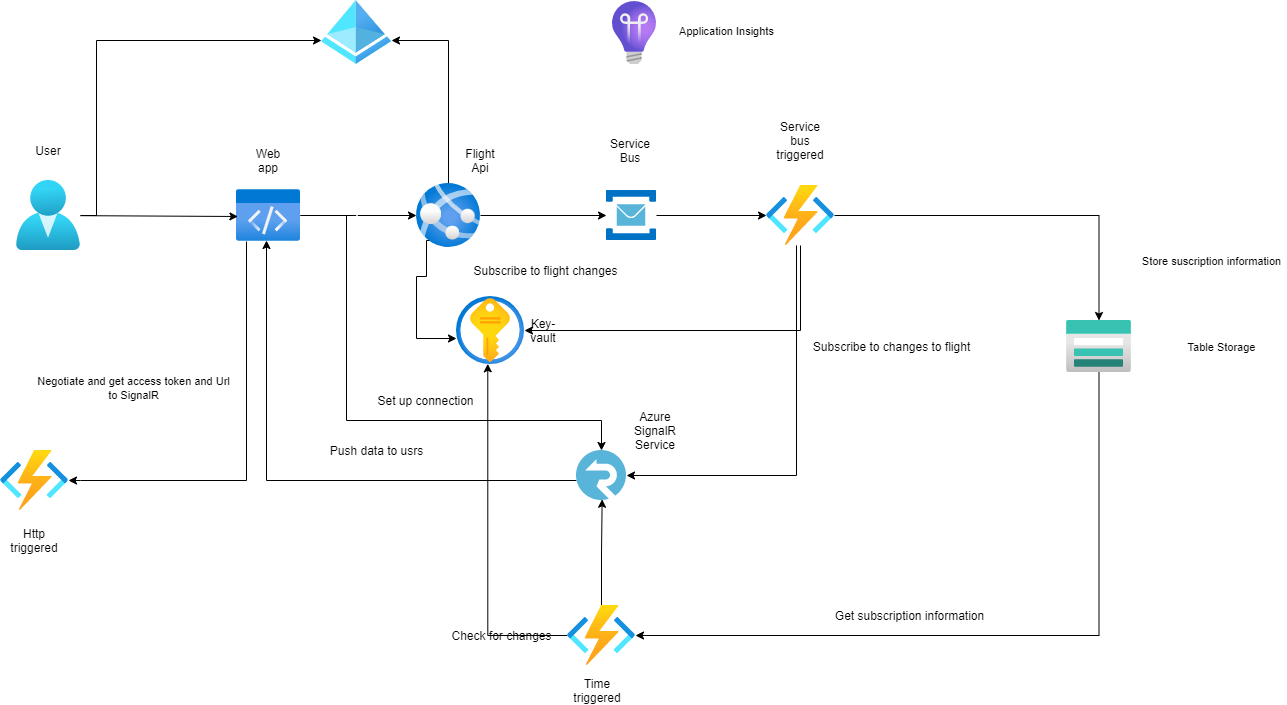 Application Insights
User
Web
app
Flight
Api
Service
Bus
Service
bus
triggered
Subscribe to flight changes
Store suscription information
Key-
vault
Subscribe to changes to flight
Table Storage
Negotiate and get access token and Url
to SignalR
Set up connection
Azure
SignalR
Service
Push data to usrs
Http
triggered
Get subscription information
Check for changes
Time
triggered